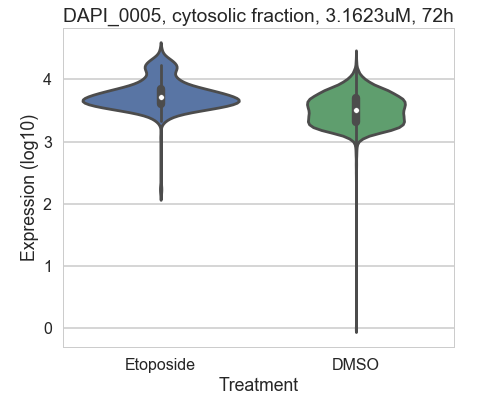 DAPI_0005, cytosolic fraction, 3.1623uM, 72h
4
3
2
1
0
Expression (log10)
Etoposide
DMSO
Treatment